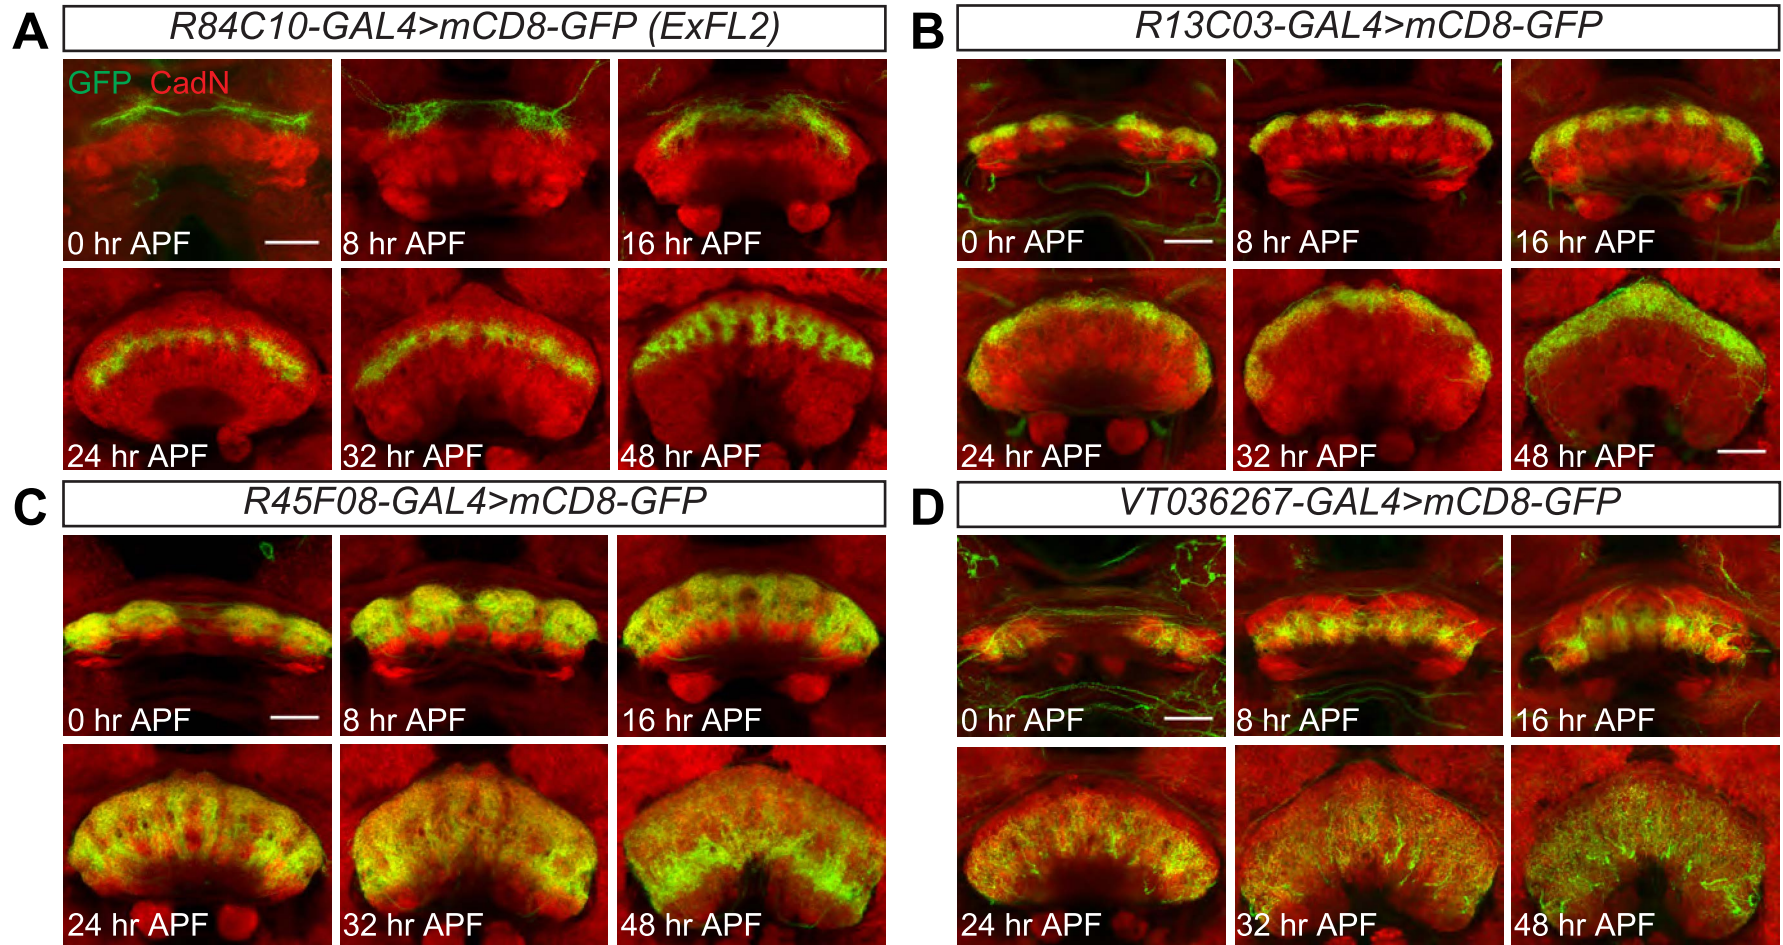 A
R84C10-GAL4>mCD8-GFP (ExFL2)
GFP CadN
0 hr APF
8 hr APF
16 hr APF
24 hr APF
32 hr APF
48 hr APF
B
R13C03-GAL4>mCD8-GFP
0 hr APF
8 hr APF
16 hr APF
24 hr APF
32 hr APF
48 hr APF
C
R45F08-GAL4>mCD8-GFP
0 hr APF
8 hr APF
16 hr APF
24 hr APF
32 hr APF
48 hr APF
D
VT036267-GAL4>mCD8-GFP
0 hr APF
8 hr APF
16 hr APF
24 hr APF
32 hr APF
48 hr APF